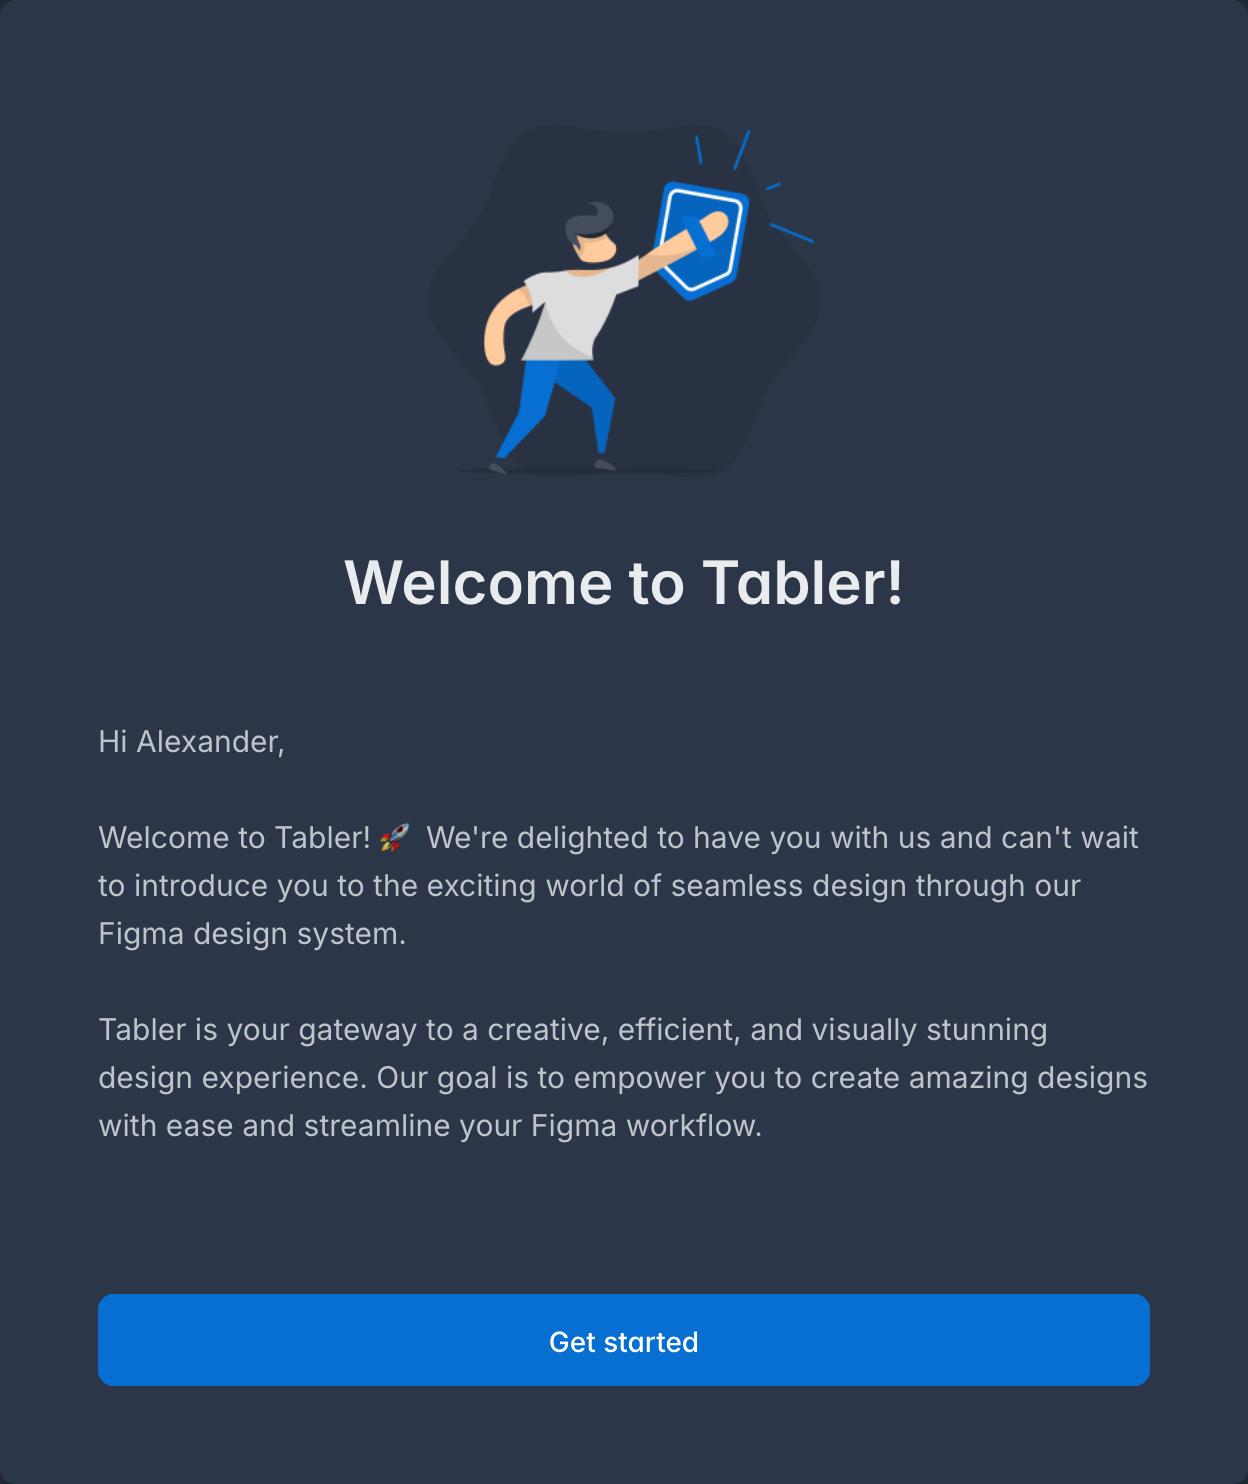 Welcome to Tabler!
Hi Alexander,
Welcome to Tabler! 🚀 We're delighted to have you with us and can't wait
to introduce you to the exciting world of seamless design through our
Figma design system.
Tabler is your gateway to a creative, efficient, and visually stunning
design experience. Our goal is to empower you to create amazing designs
with ease and streamline your Figma workflow.
Get started